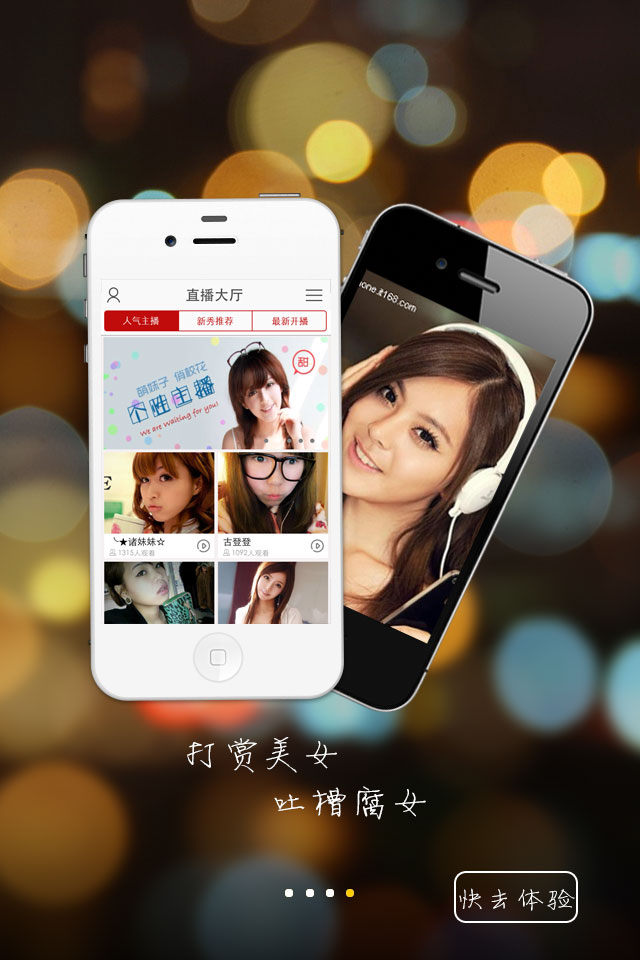 直播大厅
人气主播
新秀推荐
最新开播
甜
萌妹子 俏校花
个性主播
we are waiting for you!
one.it168.com
╰★诸妹妹☆
1315人观看
古登登
1092人观看
打赏美女
吐槽腐女
快去体验